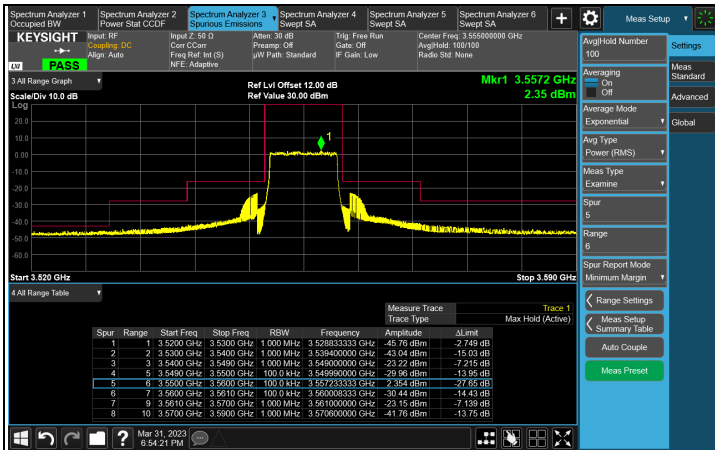 Spectrum Analyzer 1
Occupied BW
Spectrum Analyzer 2
Power Stat CCDF
Spectrum Analyzer 3
Spurious Emissions
Spectrum Analyzer 4
Swept SA
Spectrum Analyzer 5
Swept SA
Spectrum Analyzer 6
Swept SA
Meas Setup
KEYSIGHT
LXI
PASS
Input: RF
Coupling: DC
Align: Auto
Input Z: 50 Ω
Corr CCorr
Freq Ref: Int (S)
NFE: Adaptive
Atten: 30 dB
Preamp: Off
µW Path: Standard
Trig: Free Run
Gate: Off
IF Gain: Low
Center Freq: 3.555000000 GHz
Avg|Hold: 100/100
Radio Std: None
3 All Range Graph
Scale/Div 10.0 dB
Ref Lvl Offset 12.00 dB
Ref Value 30.00 dBm
Mkr1 3.5572 GHz
2.35 dBm
Log
20.0
10.0
0.00
-10.0
-20.0
-30.0
-40.0
-50.0
-60.0
1
Start 3.520 GHz
Stop 3.590 GHz
4 All Range Table
Measure Trace Trace 1
Trace Type Max Hold (Active)
Spur Range Start Freq Stop Freq RBW Frequency Amplitude ΔLimit
1 1 3.5200 GHz 3.5300 GHz 1.000 MHz 3.528833333 GHz -45.76 dBm -2.749 dB
2 2 3.5300 GHz 3.5400 GHz 1.000 MHz 3.539400000 GHz -43.04 dBm -15.03 dB
3 3 3.5400 GHz 3.5490 GHz 1.000 MHz 3.549000000 GHz -23.22 dBm -7.215 dB
4 5 3.5490 GHz 3.5500 GHz 100.0 kHz 3.549990000 GHz -29.96 dBm -13.95 dB
5 6 3.5500 GHz 3.5600 GHz 100.0 kHz 3.557233333 GHz 2.354 dBm -27.65 dB
6 7 3.5600 GHz 3.5610 GHz 100.0 kHz 3.560008333 GHz -30.44 dBm -14.43 dB
7 9 3.5610 GHz 3.5700 GHz 1.000 MHz 3.561000000 GHz -23.15 dBm -7.139 dB
8 10 3.5700 GHz 3.5900 GHz 1.000 MHz 3.570600000 GHz -41.76 dBm -13.75 dB
Avg|Hold Number
100
Averaging
On
Off
Average Mode
Exponential
Avg Type
Power (RMS)
Meas Type
Examine
Spur
5
Range
6
Spur Report Mode
Minimum Margin
Range Settings
Meas Setup
Summary Table
Auto Couple
Meas Preset
Settings
Meas
Standard
Advanced
Global
?
Mar 31, 2023
6:54:21 PM